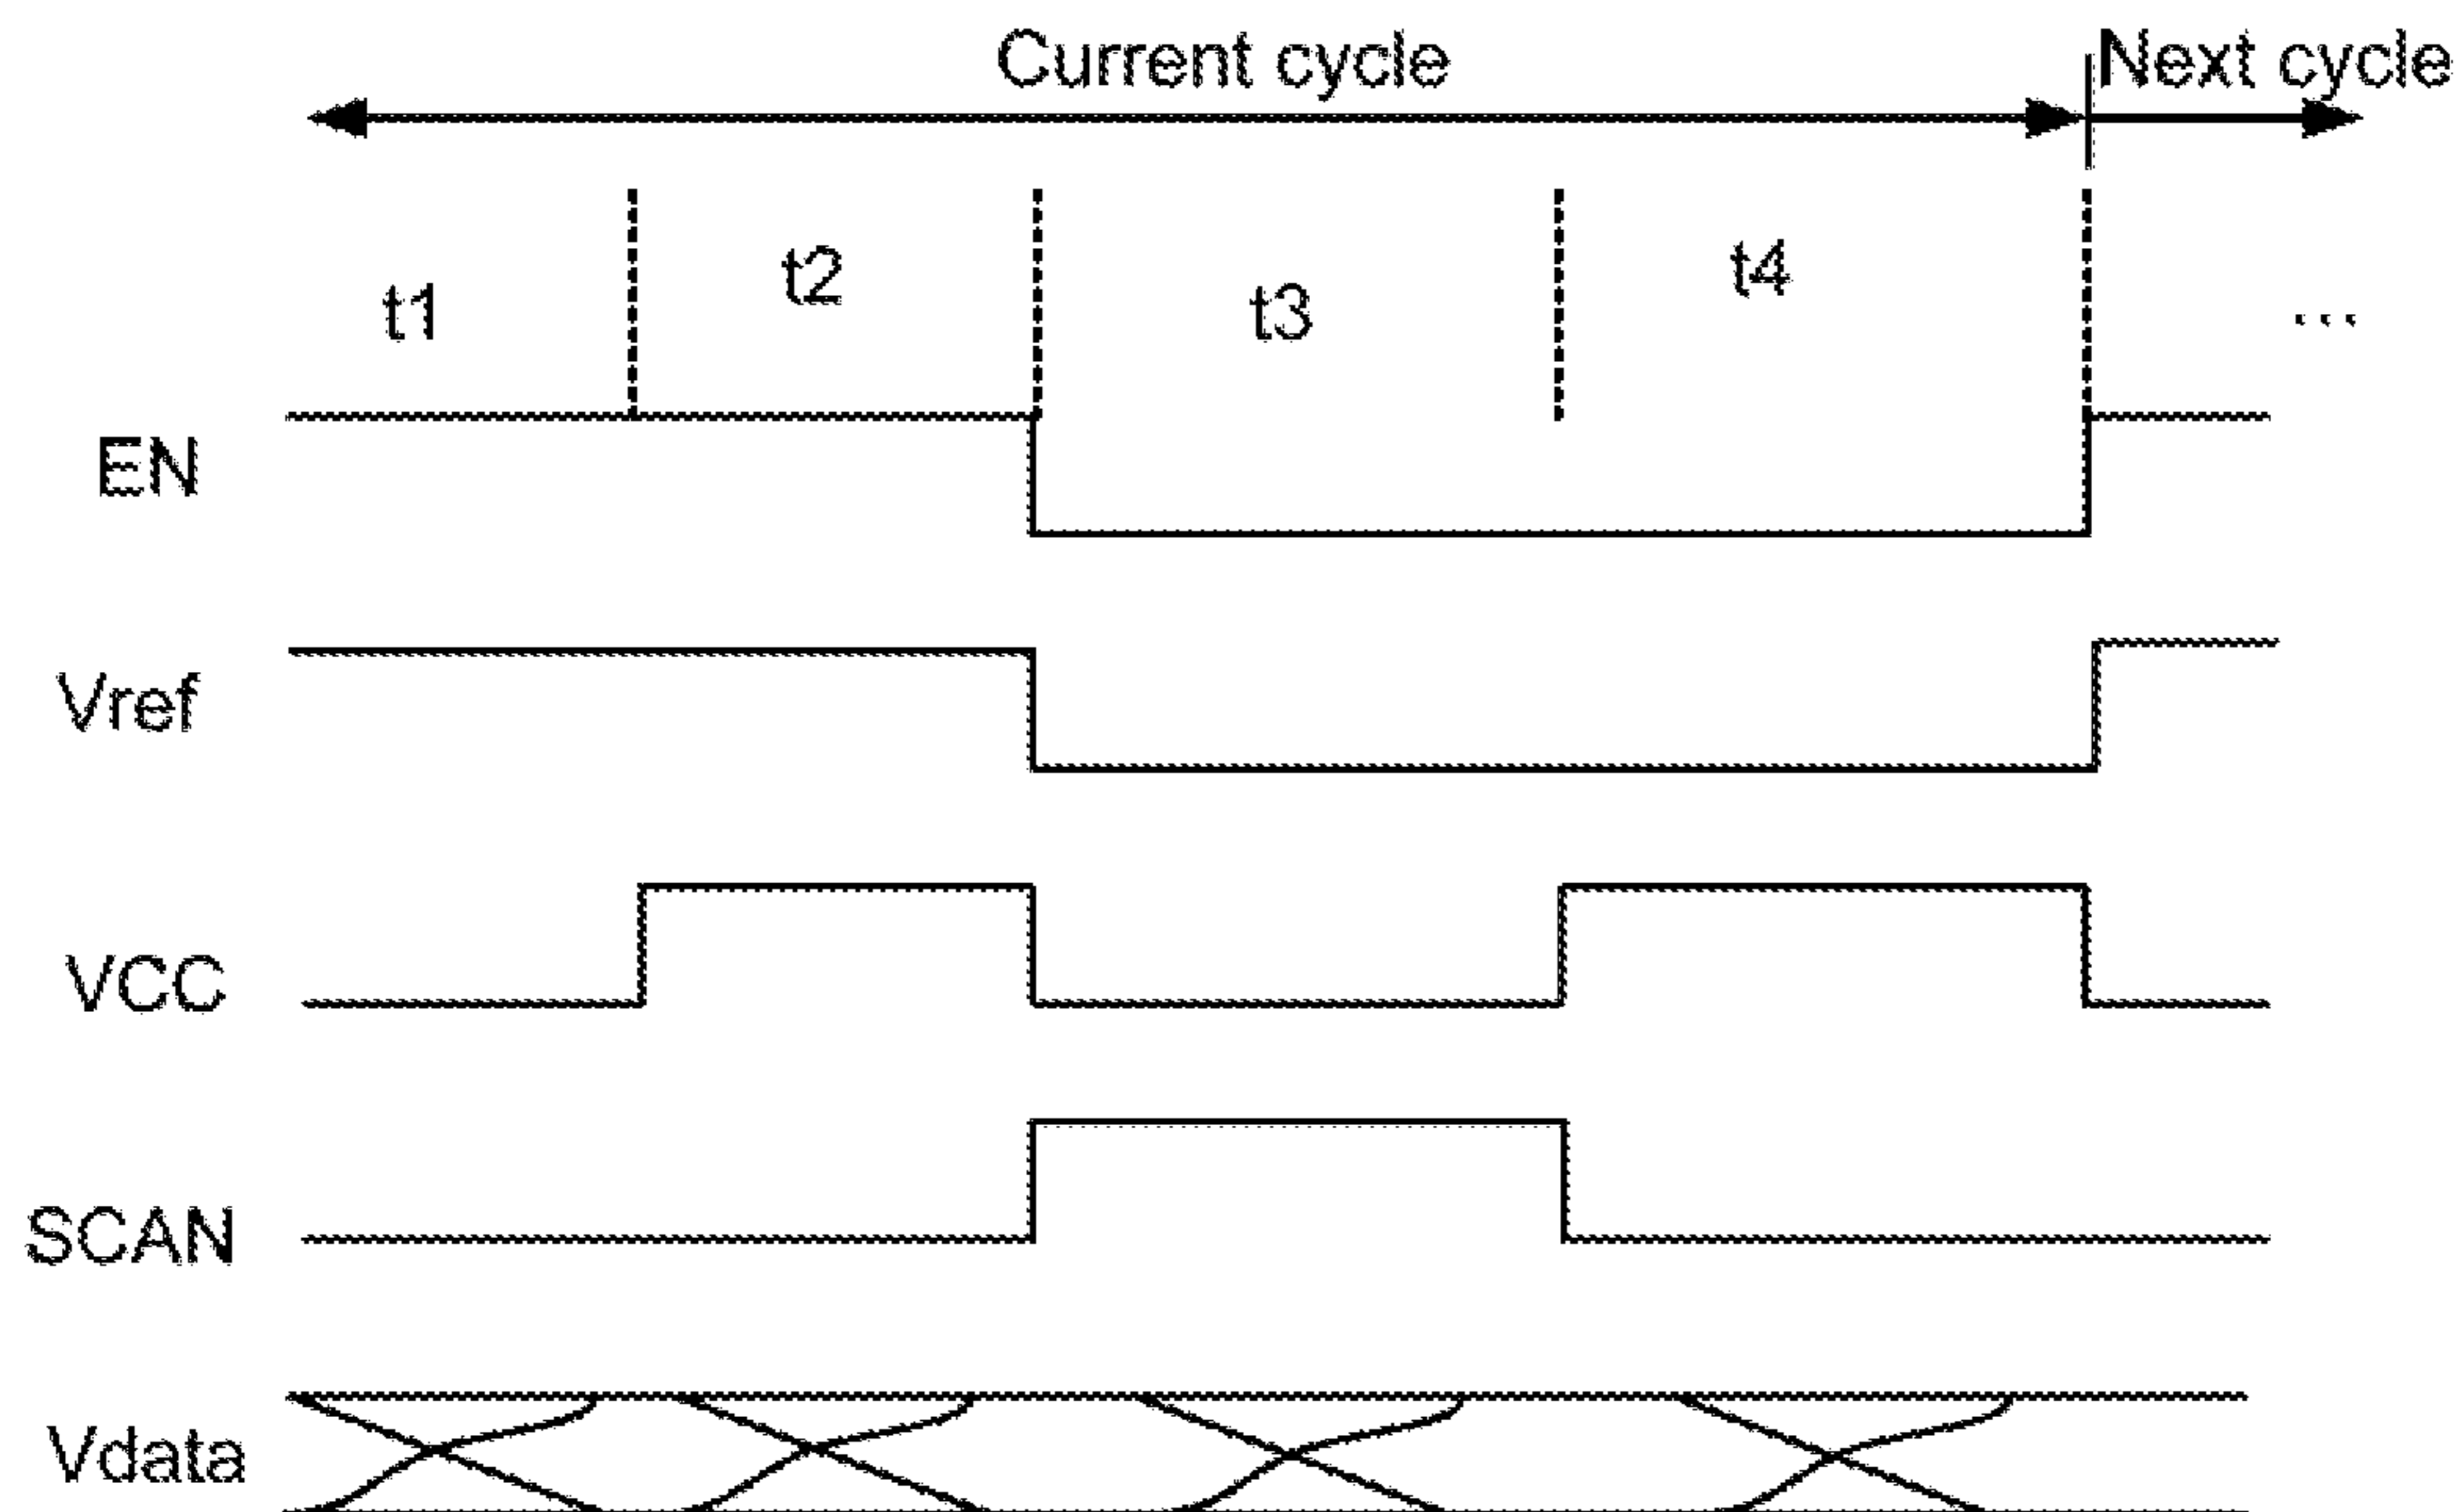 Current cycle
Next cycle
t1
t2
t3
t4
...
EN
Vref
VCC
SCAN
Vdata